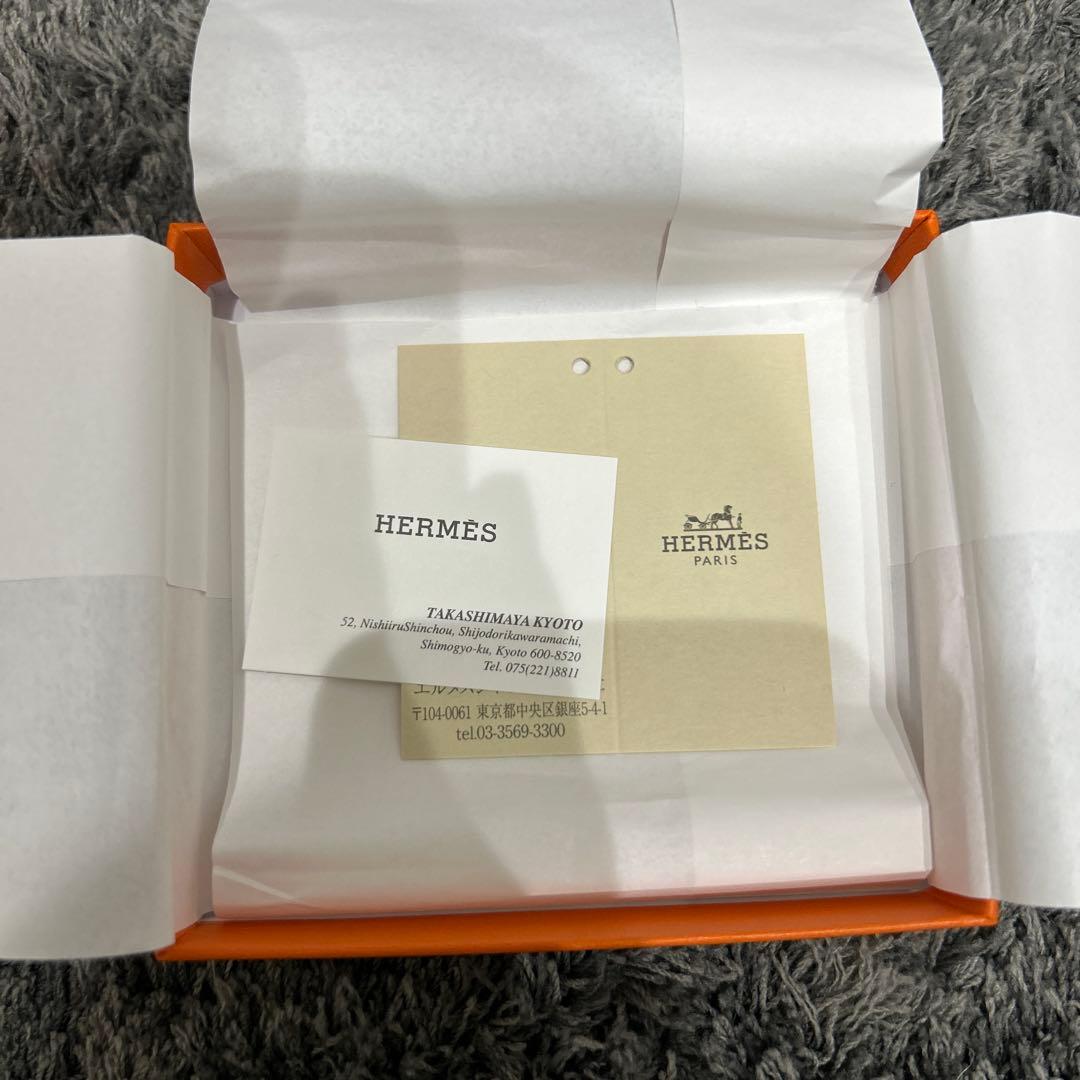 HERMÈS
TAKASHIMAYA KYOTO
52, NishiiruShinchou, Shijodorikawaramachi,
Shimogyo-ku, Kyoto 600-8520
Tel. 075(221)8811
HERMÈS
PARIS
〒104-0061 東京都中央区銀座5-4-1
tel.03-3569-3300